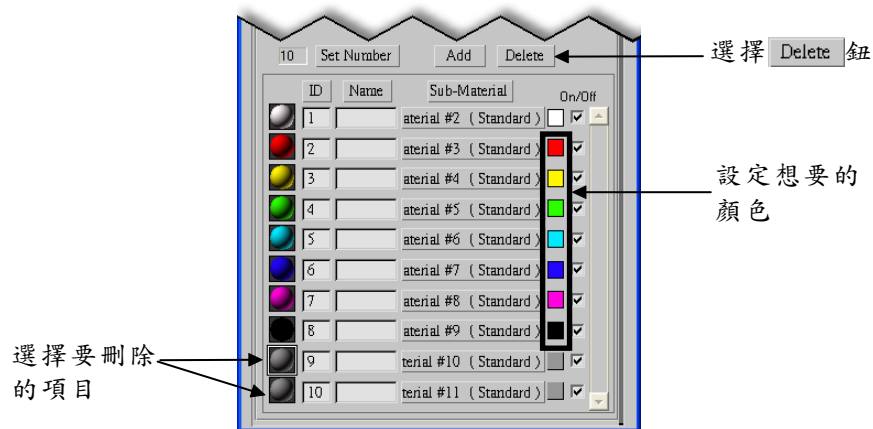 10 Set Number Add Delete
選擇 Delete 鈕
ID Name Sub-Material On/Off
1 aterial #2 ( Standard )
2 aterial #3 ( Standard )
3 aterial #4 ( Standard )
設定想要的
顏色
4 aterial #5 ( Standard )
5 aterial #6 ( Standard )
6 aterial #7 ( Standard )
7 aterial #8 ( Standard )
8 aterial #9 ( Standard )
選擇要刪除
的項目
9 terial #10 ( Standard )
10 terial #11 ( Standard )